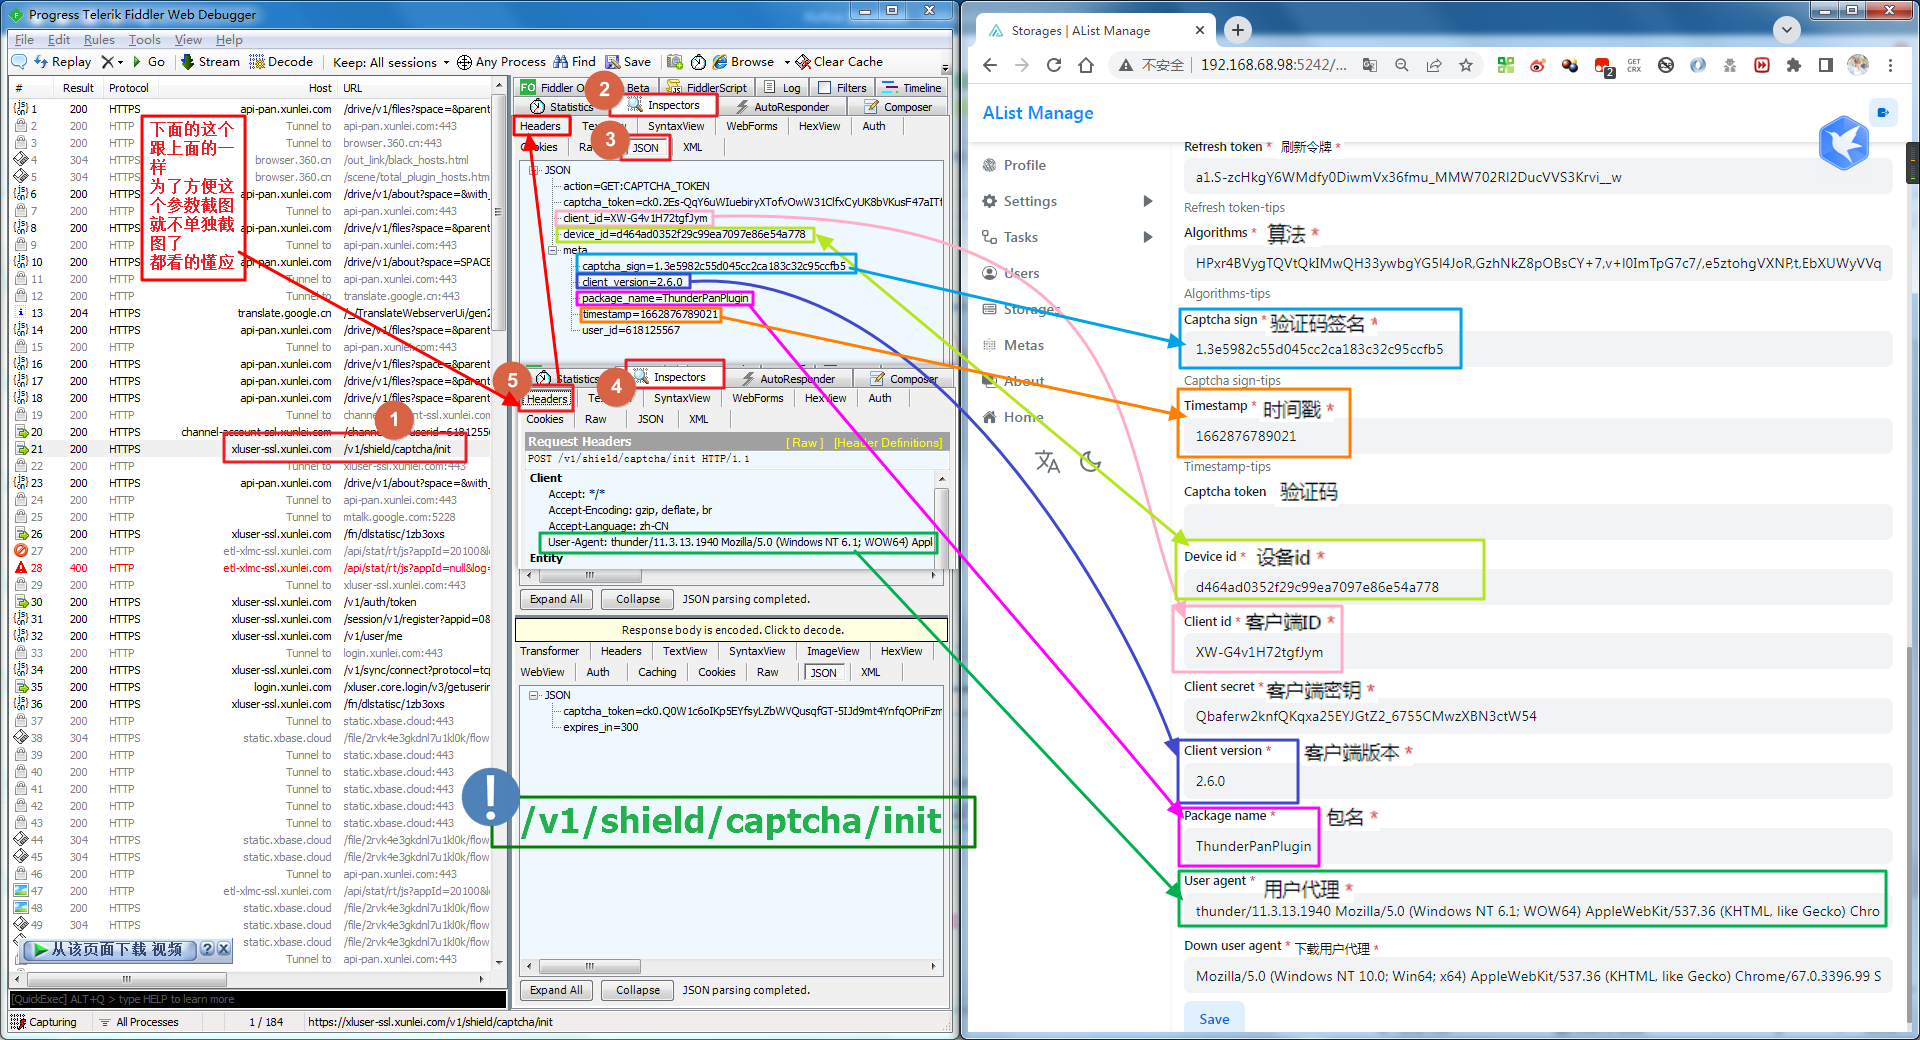 Progress Telerik Fiddler Web Debugger
File Edit Rules Tools View Help
Replay Go Stream Decode Keep: All sessions Any Process Find Save Browse Clear Cache
# Result Protocol Host URL
1 200 HTTPS api-pan.xunlei.com /drive/v1/files?space=&parent
2 200 HTTP Tunnel to api-pan.xunlei.com:443
3 200 HTTP Tunnel to browser.360.cn:443
4 304 HTTPS browser.360.cn /out_link/black_hosts.html
5 304 HTTPS browser.360.cn /scene/total_plugin_hosts.htm
6 200 HTTPS api-pan.xunlei.com /drive/v1/about?space=&with_
7 200 HTTP Tunnel to api-pan.xunlei.com:443
8 200 HTTPS api-pan.xunlei.com /drive/v1/files?space=&parent
9 200 HTTP Tunnel to api-pan.xunlei.com:443
10 200 HTTPS api-pan.xunlei.com /drive/v1/about?space=SPACE
11 200 HTTP Tunnel to api-pan.xunlei.com:443
12 200 HTTP Tunnel to translate.google.cn:443
13 204 HTTPS translate.google.cn /_/TranslateWebserverUi/gen2
14 200 HTTPS api-pan.xunlei.com /drive/v1/files?space=&parent
15 200 HTTP Tunnel to api-pan.xunlei.com:443
16 200 HTTPS api-pan.xunlei.com /drive/v1/files?space=&parent
17 200 HTTPS api-pan.xunlei.com /drive/v1/files?space=&parent
18 200 HTTPS api-pan.xunlei.com /drive/v1/files?space=&parent
19 200 HTTP Tunnel to
20 200 HTTPS
21 200 HTTPS xluser-ssl.xunlei.com /v1/shield/captcha/init
22 200 HTTP Tunnel to xluser-ssl.xunlei.com:443
23 200 HTTPS api-pan.xunlei.com /drive/v1/about?space=&with_
24 200 HTTP Tunnel to api-pan.xunlei.com:443
25 200 HTTP Tunnel to mtalk.google.com:5228
26 200 HTTPS xluser-ssl.xunlei.com /fn/dlstatisc/1zb3oxs
27 200 HTTPS etl-xlmc-ssl.xunlei.com /api/stat/rt/js?appId=20100&l
28 400 HTTPS etl-xlmc-ssl.xunlei.com /api/stat/rt/js?appId=null&log=
29 200 HTTP Tunnel to xluser-ssl.xunlei.com:443
30 200 HTTPS xluser-ssl.xunlei.com /v1/auth/token
31 200 HTTPS xluser-ssl.xunlei.com /session/v1/register?appid=0&
32 200 HTTPS xluser-ssl.xunlei.com /v1/user/me
33 200 HTTP Tunnel to login.xunlei.com:443
34 200 HTTPS xluser-ssl.xunlei.com /v1/sync/connect?protocol=tcp
35 200 HTTPS login.xunlei.com /xluser.core.login/v3/getuserin
36 200 HTTPS xluser-ssl.xunlei.com /fn/dlstatisc/1zb3oxs
37 200 HTTP Tunnel to static.xbase.cloud:443
38 304 HTTPS static.xbase.cloud /file/2rvk4e3gkdnl7u1kl0k/flow
39 200 HTTP Tunnel to static.xbase.cloud:443
40 200 HTTP Tunnel to static.xbase.cloud:443
41 200 HTTP Tunnel to static.xbase.cloud:443
42 200 HTTP Tunnel to static.xbase.cloud:443
43 200 HTTP Tunnel to static.xbase.cloud:443
44 304 HTTPS static.xbase.cloud /file/2rvk4e3gkdnl7u1kl0k/flow
45 304 HTTPS static.xbase.cloud /file/2rvk4e3gkdnl7u1kl0k/flow
46 200 HTTP Tunnel to static.xbase.cloud:443
47 200 HTTPS etl-xlmc-ssl.xunlei.com /api/stat/rt/js?appId=20100&l
48 200 HTTPS static.xbase.cloud /file/2rvk4e3gkdnl7u1kl0k/flow
49 304 HTTPS static.xbase.cloud /file/2rvk4e3gkdnl7u1kl0k/flow
static.xbase.cloud /file/2rvk4e3gkdnl7u1kl0k/flow
Tunnel to api-pan.xunlei.com:443
从该页面下载 视频
下面的这个
跟上面的一
样
为了方便这
个参数截图
就不单独截
图了
都看的懂应
1
[QuickExec] ALT+Q > type HELP to learn more
Capturing All Processes 1 / 184 https://xluser-ssl.xunlei.com/v1/shield/captcha/init
FO Fiddler O Beta FiddlerScript Log Filters Timeline
2
Statistics Inspectors AutoResponder Composer
Headers SyntaxView WebForms HexView Auth
3
JSON XML
JSON
action=GET:CAPTCHA_TOKEN
captcha_token=ck0.2Es-QqY6uWIuebiryXTofvOwW31ClfxCyUK8bVKusF47aITf
client_id=XW-G4v1H72tgfJym
device_id=d464ad0352f29c99ea7097e86e54a778
meta
captcha_sign=1.3e5982c55d045cc2ca183c32c95ccfb5
client_version=2.6.0
package_name=ThunderPanPlugin
timestamp=1662876789021
user_id=618125567
5
Statistics Inspectors AutoResponder Composer
4
Headers SyntaxView WebForms HexView Auth
Cookies Raw JSON XML
Request Headers [ Raw ] [Header Definitions]
POST /v1/shield/captcha/init HTTP/1.1
Client
Accept: */*
Accept-Encoding: gzip, deflate, br
Accept-Language: zh-CN
User-Agent: thunder/11.3.13.1940 Mozilla/5.0 (Windows NT 6.1; WOW64) Appl
Entity
Expand All Collapse JSON parsing completed.
Response body is encoded. Click to decode.
Transformer Headers TextView SyntaxView ImageView HexView
WebView Auth Caching Cookies Raw JSON XML
JSON
captcha_token=ck0.Q0W1c6oIKp5EYfsyLZbWVQusqfGT-5IJd9mt4YnfqOPriFzm
expires_in=300
! /v1/shield/captcha/init
Expand All Collapse JSON parsing completed.
Storages | AList Manage
不安全 192.168.68.98:5242/...
GET
CRX
2
AList Manage
Profile
Settings
Tasks
Users
Storages
Metas
About
Home
Refresh token * 刷新令牌 *
a1.S-zcHkgY6WMdfy0DiwmVx36fmu_MMW702Rl2DucVVS3Krvi__w
Refresh token-tips
Algorithms * 算法 *
HPxr4BVygTQVtQkIMwQH33ywbgYG5l4JoR,GzhNkZ8pOBsCY+7,v+l0ImTpG7c7/,e5ztohgVXNP,t,EbXUWyVVq
Algorithms-tips
Captcha sign * 验证码签名 *
1.3e5982c55d045cc2ca183c32c95ccfb5
Captcha sign-tips
Timestamp * 时间戳 *
1662876789021
Timestamp-tips
Captcha token 验证码
Device id * 设备id *
d464ad0352f29c99ea7097e86e54a778
Client id * 客户端ID *
XW-G4v1H72tgfJym
Client secret * 客户端密钥 *
Qbaferw2knfQKqxa25EYJGtZ2_6755CMwzXBN3ctW54
Client version * 客户端版本 *
2.6.0
Package name * 包名 *
ThunderPanPlugin
User agent * 用户代理 *
thunder/11.3.13.1940 Mozilla/5.0 (Windows NT 6.1; WOW64) AppleWebKit/537.36 (KHTML, like Gecko) Chro
Down user agent * 下载用户代理 *
Mozilla/5.0 (Windows NT 10.0; Win64; x64) AppleWebKit/537.36 (KHTML, like Gecko) Chrome/67.0.3396.99 S
Save